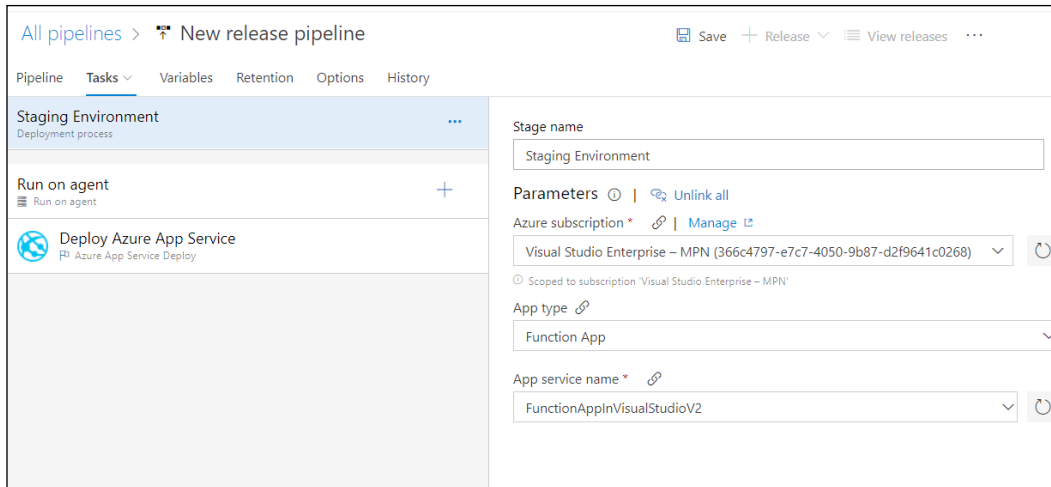 All pipelines > New release pipeline
Save + Release View releases ...
Pipeline Tasks Variables Retention Options History
Staging Environment
Deployment process
...
Run on agent
Run on agent
+
Deploy Azure App Service
Azure App Service Deploy
Stage name
Staging Environment
Parameters | Unlink all
Azure subscription * | Manage
Visual Studio Enterprise – MPN (366c4797-e7c7-4050-9b87-d2f9641c0268)
Scoped to subscription 'Visual Studio Enterprise – MPN'
App type
Function App
App service name *
FunctionAppInVisualStudioV2